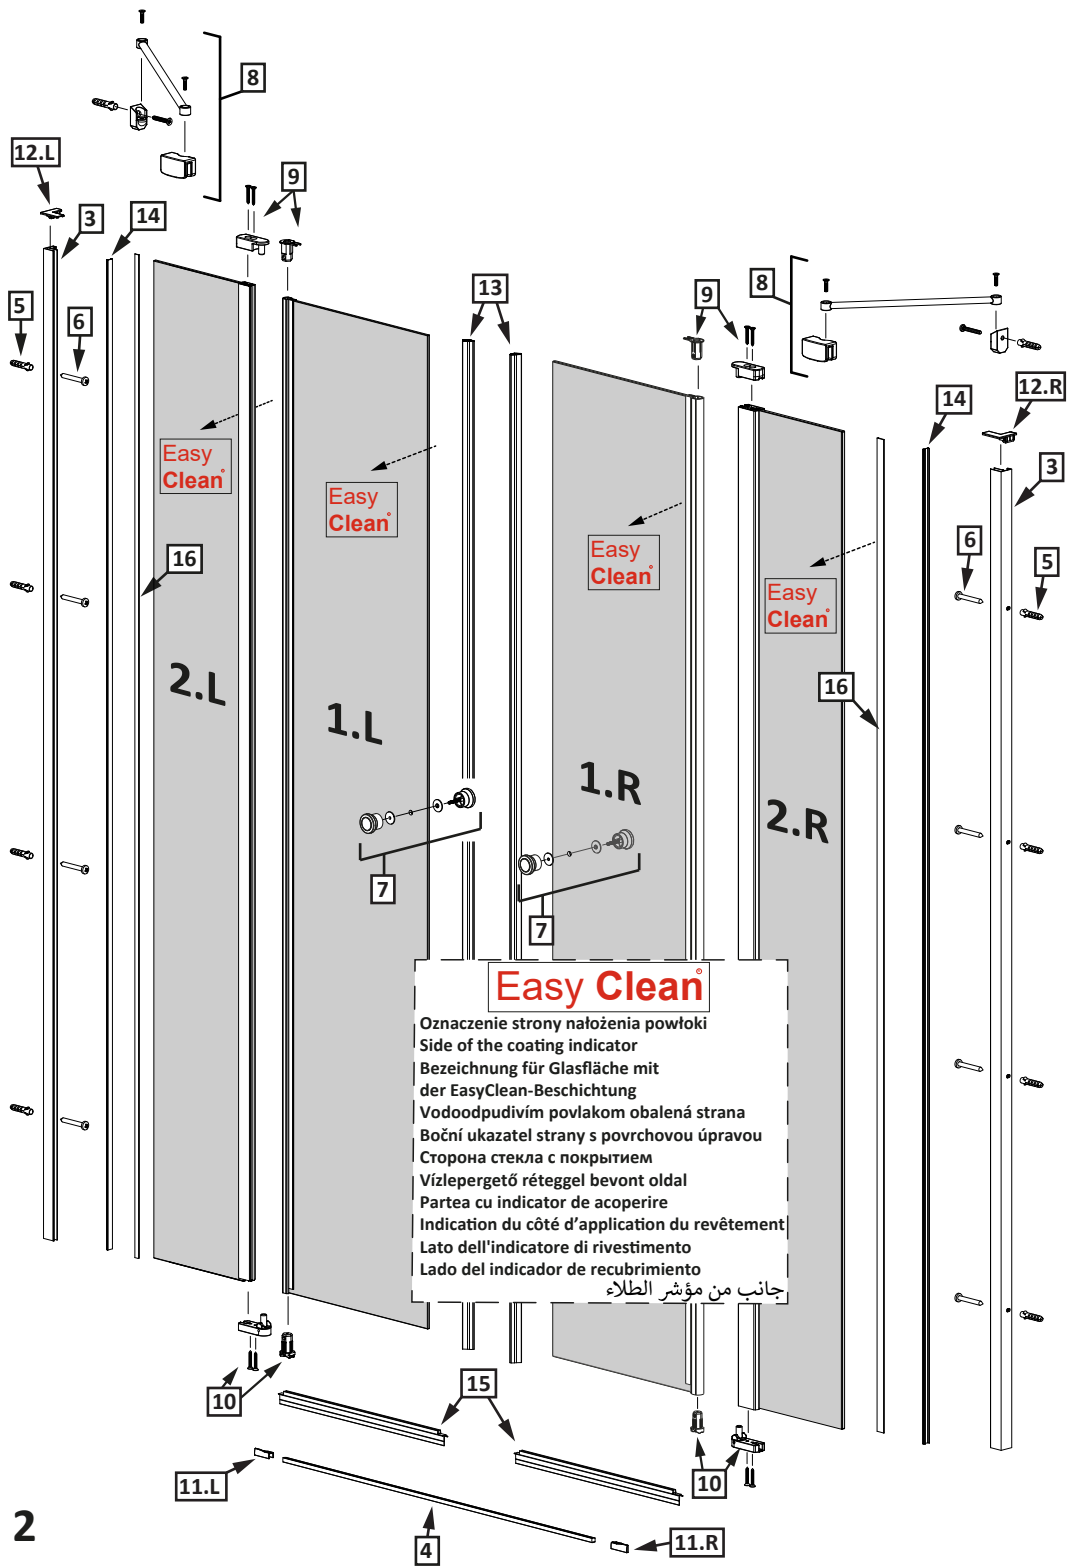 8
12.L
9
3
14
13
8
9
5
6
12.R
14
3
Easy
Clean®
Easy
Clean®
Easy
Clean®
Easy
Clean®
6
5
16
2.L
1.L
16
1.R
2.R
7
7
Easy Clean®
Oznaczenie strony nałożenia powłoki
Side of the coating indicator
Bezeichnung für Glasfläche mit
der EasyClean-Beschichtung
Vodoodpudivím povlakom obalená strana
Boční ukazatel strany s povrchovou úpravou
Сторона стекла с покрытием
Vízlepergető réteggel bevont oldal
Partea cu indicator de acoperire
Indication du côté d'application du revêtement
Lato dell'indicatore di rivestimento
Lado del indicador de recubrimiento
جانب من مؤشر الطلاء
10
15
10
11.L
4
11.R
2